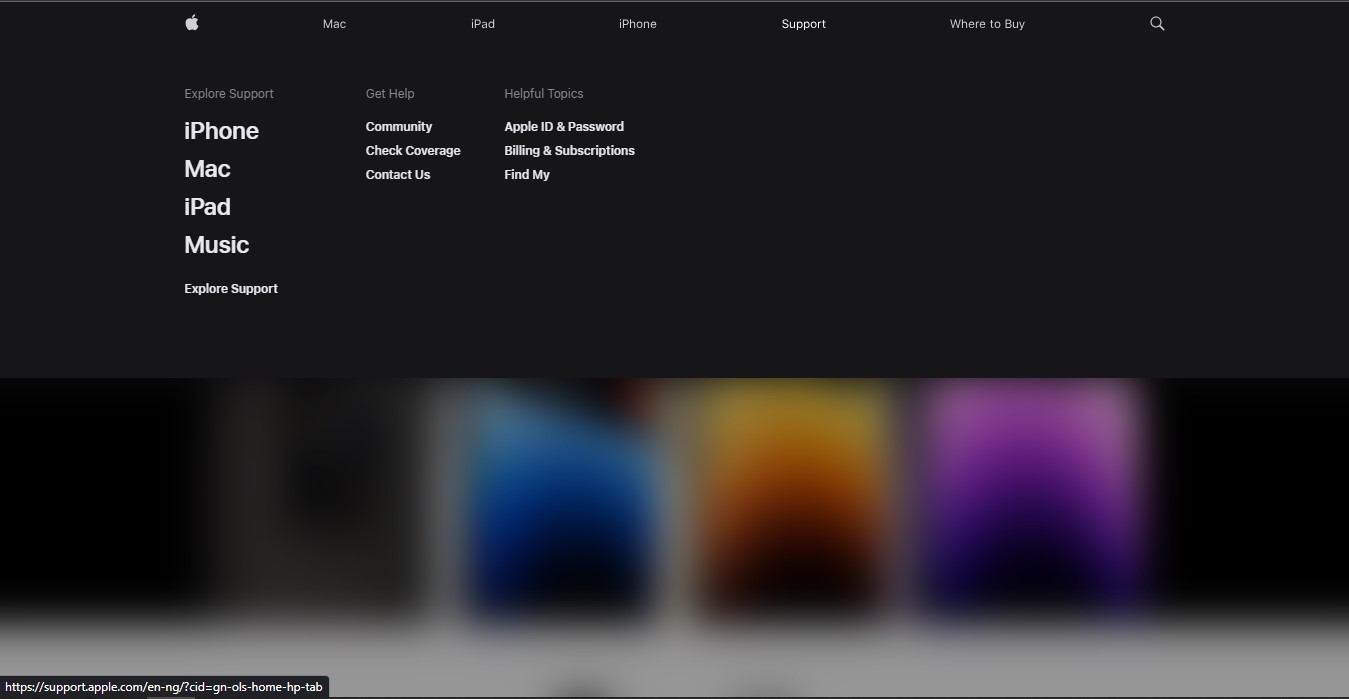 Mac iPad iPhone Support Where to Buy
Explore Support
iPhone
Mac
iPad
Music
Explore Support
Get Help
Community
Check Coverage
Contact Us
Helpful Topics
Apple ID & Password
Billing & Subscriptions
Find My
https://support.apple.com/en-ng/?cid=gn-ols-home-hp-tab